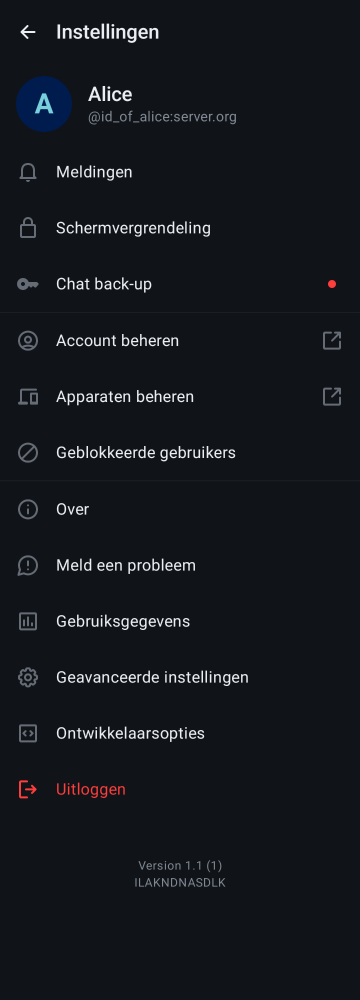 Instellingen
A
Alice
@id_of_alice:server.org
Meldingen
Schermvergrendeling
Chat back-up
Account beheren
Apparaten beheren
Geblokkeerde gebruikers
Over
Meld een probleem
Gebruiksgegevens
Geavanceerde instellingen
Ontwikkelaarsopties
Uitloggen
Version 1.1 (1)
ILAKNDNASDLK